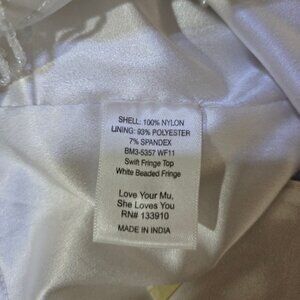 SHELL: 100% NYLON
LINING: 93% POLYESTER
7% SPANDEX
BM3-5357 WF11
Swift Fringe Top
White Beaded Fringe
Love Your Mu,
She Loves You
RN# 133910
MADE IN INDIA